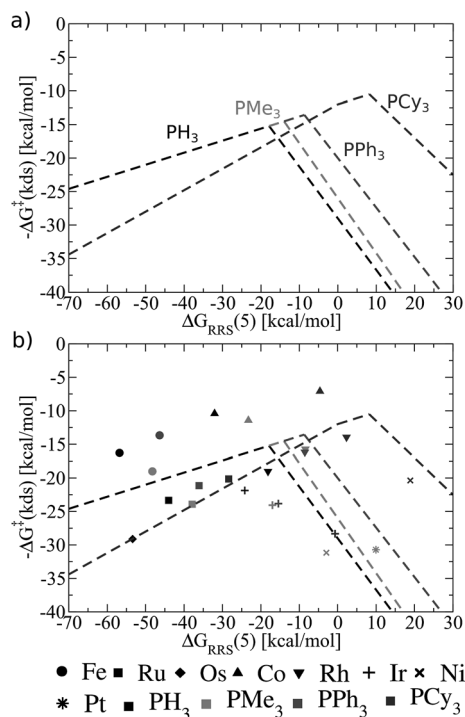 a)
0
-5
-10
-15
-20
-25
-30
-35
-40
-ΔG‡(kds) [kcal/mol]
PH3
PMe3
PPh3
PCy3
-70 -60 -50 -40 -30 -20 -10 0 10 20 30
ΔGRRS(5) [kcal/mol]
b)
0
-5
-10
-15
-20
-25
-30
-35
-40
-ΔG‡(kds) [kcal/mol]
-70 -60 -50 -40 -30 -20 -10 0 10 20 30
ΔGRRS(5) [kcal/mol]
Fe Ru Os Co Rh Ir Ni
Pt PH3 PMe3 PPh3 PCy3